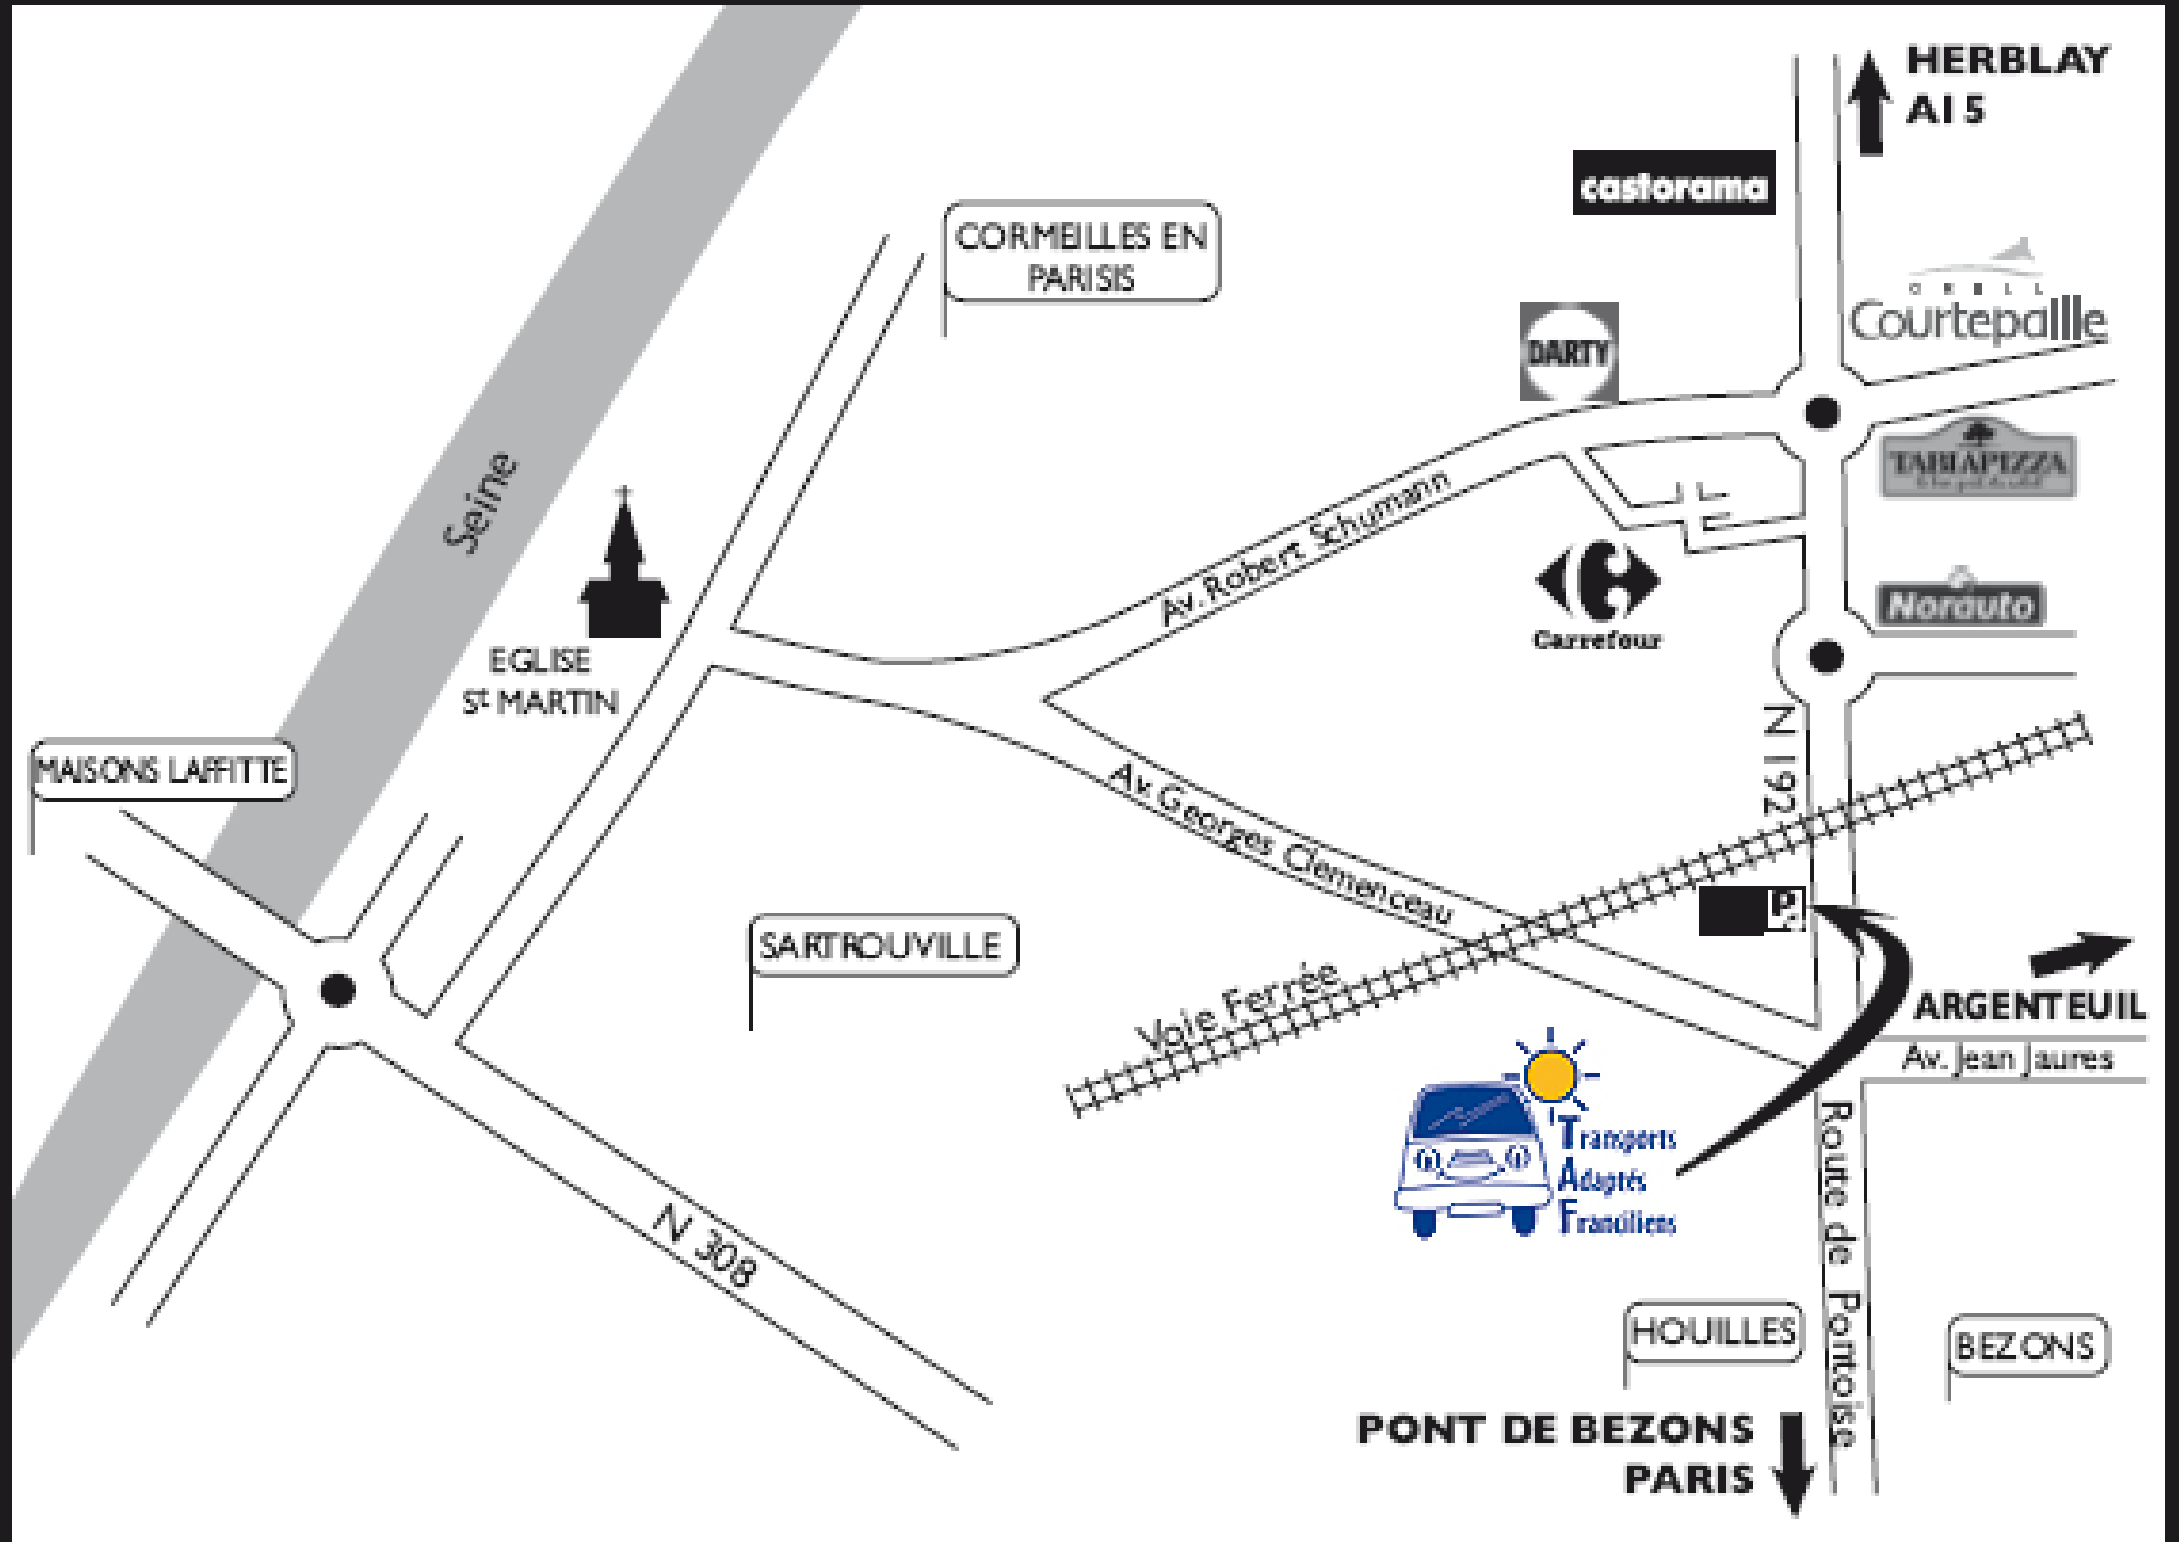 HERBLAY
A15
castorama
CORMEILLES EN
PARISIS
GRILL
Courtepaille
DARTY
TABLAPIZZA
Seine
Av. Robert Schumann
Norauto
Carrefour
EGLISE
St MARTIN
N 192
MAISONS LAFFITTE
Av. Georges Clemenceau
P
SARTROUVILLE
Voie Ferrée
ARGENTEUIL
Av. Jean Jaures
Transports
Adaptés
Franciliens
Route de Pontoise
N 308
HOUILLES
BEZONS
PONT DE BEZONS
PARIS